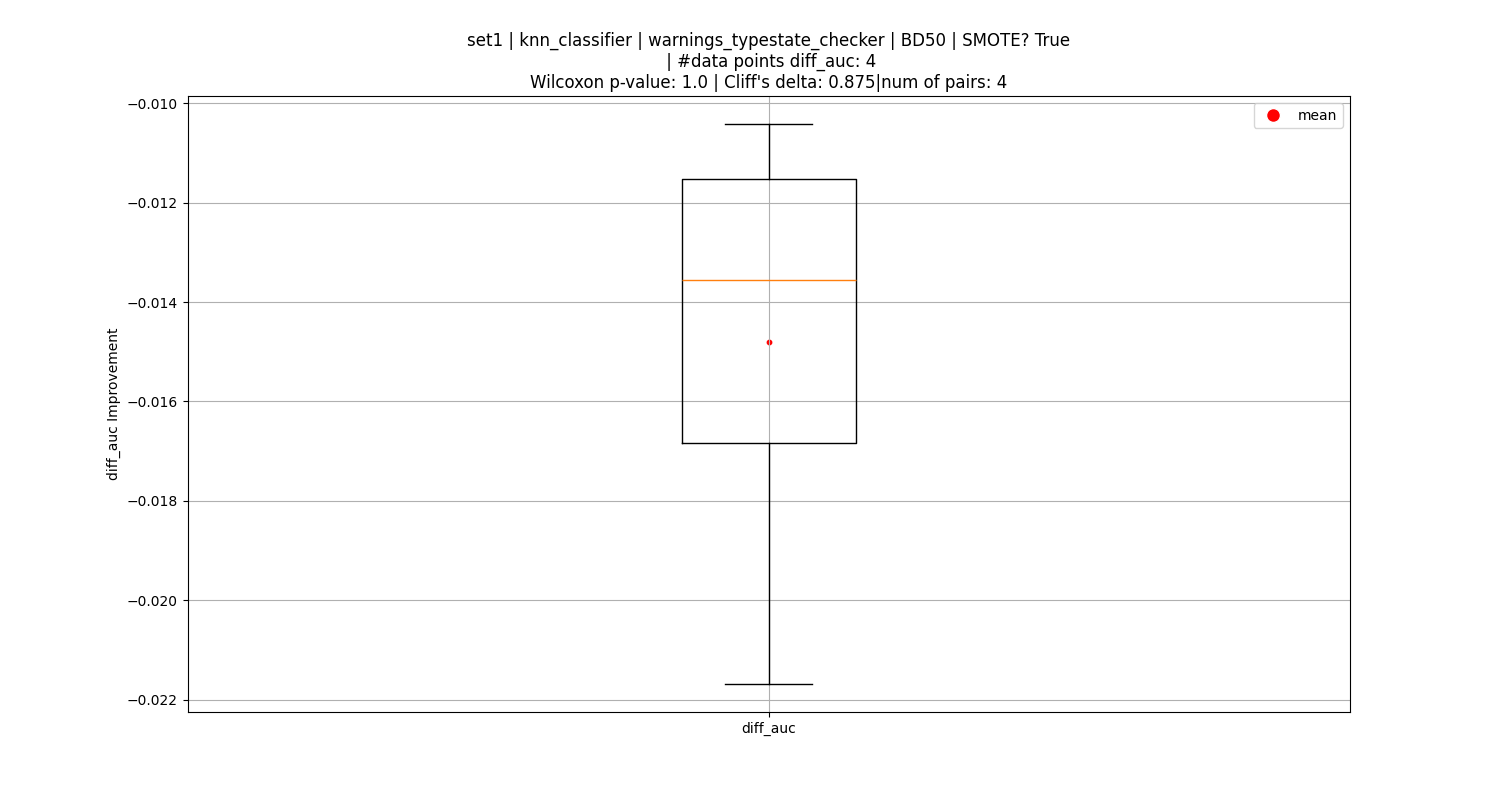 set1 | knn_classifier | warnings_typestate_checker | BD50 | SMOTE? True
| #data points diff_auc: 4
Wilcoxon p-value: 1.0 | Cliff's delta: 0.875|num of pairs: 4
mean
−0.010
−0.012
−0.014
−0.016
−0.018
−0.020
−0.022
diff_auc Improvement
diff_auc